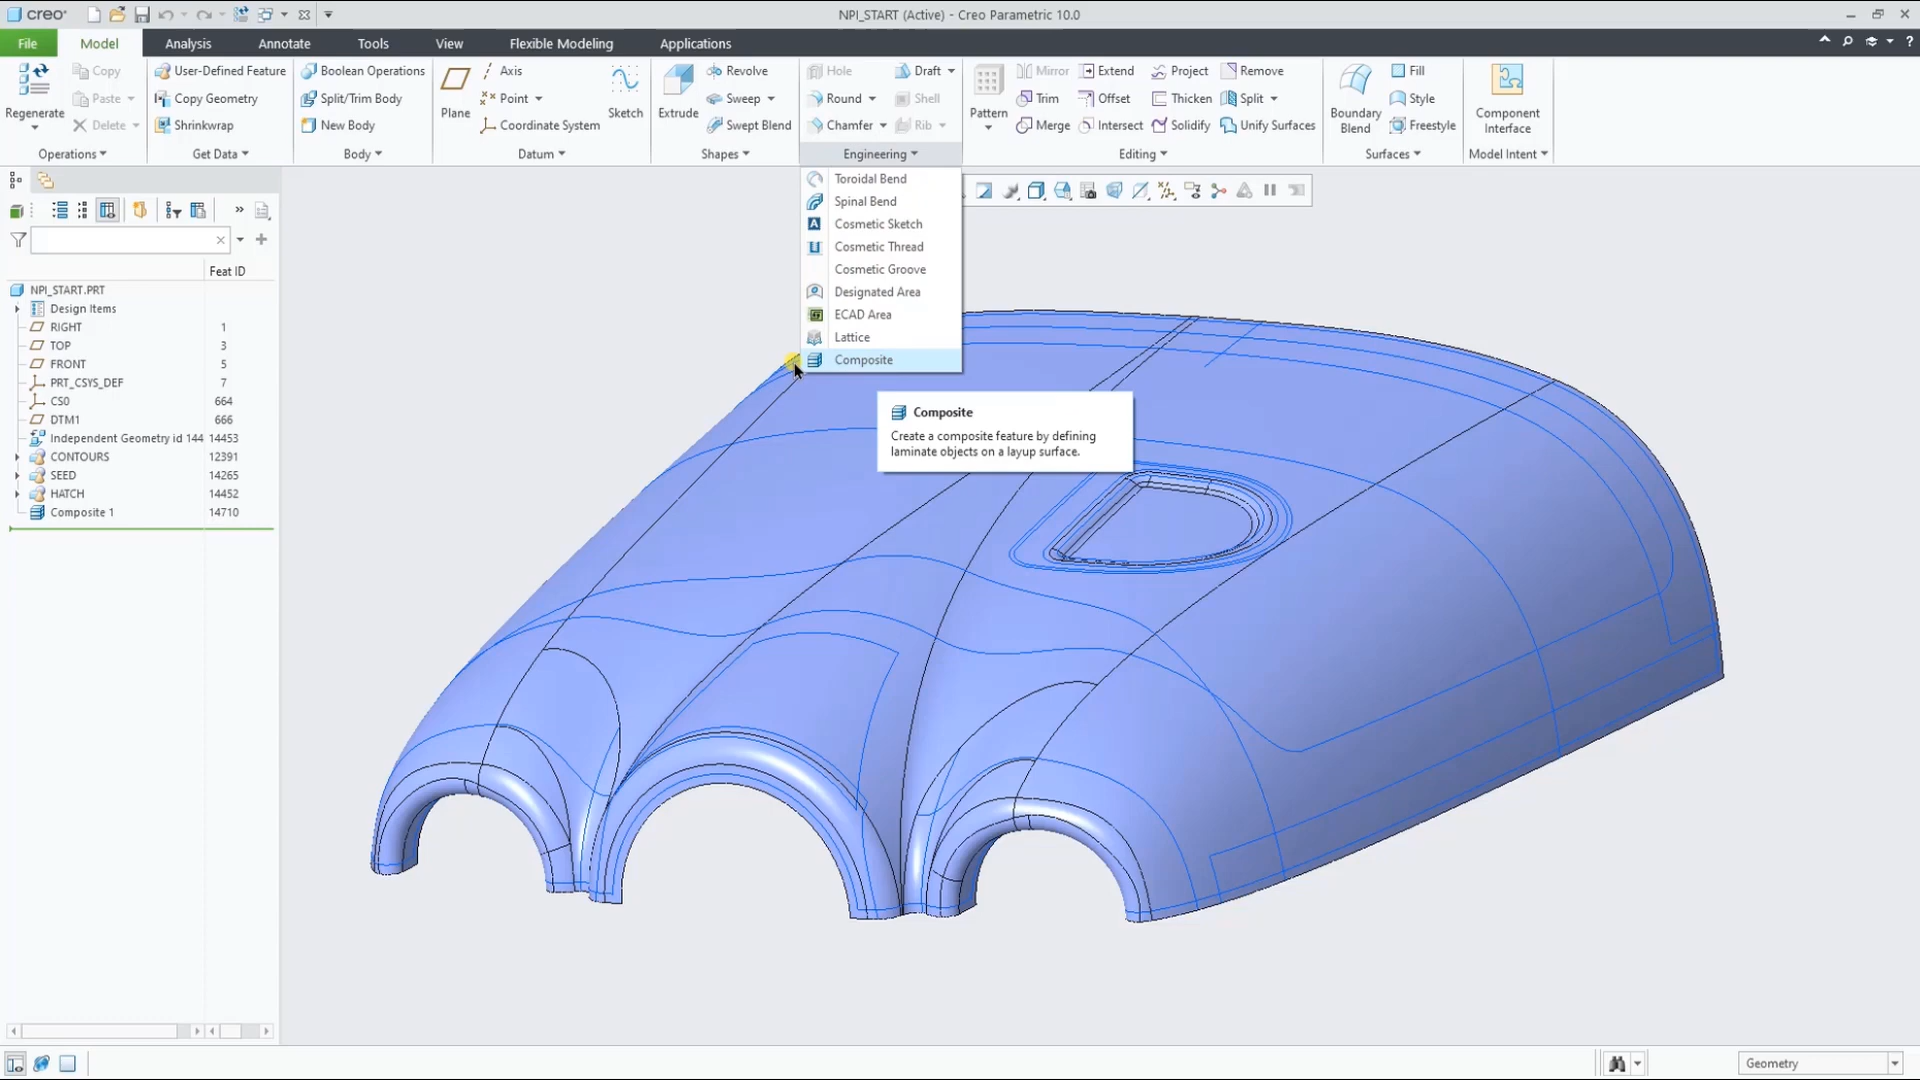 creo
NPI_START (Active) - Creo Parametric 10.0
File
Model
Analysis
Annotate
Tools
View
Flexible Modeling
Applications
?
Regenerate
Copy
Paste
Delete
Operations
User-Defined Feature
Copy Geometry
Shrinkwrap
Get Data
Boolean Operations
Split/Trim Body
New Body
Body
Plane
Axis
Point
Coordinate System
Sketch
Datum
Extrude
Revolve
Sweep
Swept Blend
Shapes
Hole
Round
Chamfer
Draft
Shell
Rib
Engineering
Pattern
Mirror
Trim
Merge
Extend
Offset
Intersect
Project
Thicken
Solidify
Remove
Split
Unify Surfaces
Editing
Boundary
Blend
Fill
Style
Freestyle
Surfaces
Component
Interface
Model Intent
Toroidal Bend
Spinal Bend
A Cosmetic Sketch
Cosmetic Thread
Cosmetic Groove
Designated Area
ECAD Area
Lattice
Composite
Composite
Create a composite feature by defining
laminate objects on a layup surface.
Feat ID
NPI_START.PRT
Design Items
RIGHT 1
TOP 3
FRONT 5
PRT_CSYS_DEF 7
CS0 664
DTM1 666
Independent Geometry id 144 14453
CONTOURS 12391
SEED 14265
HATCH 14452
Composite 1 14710
Geometry